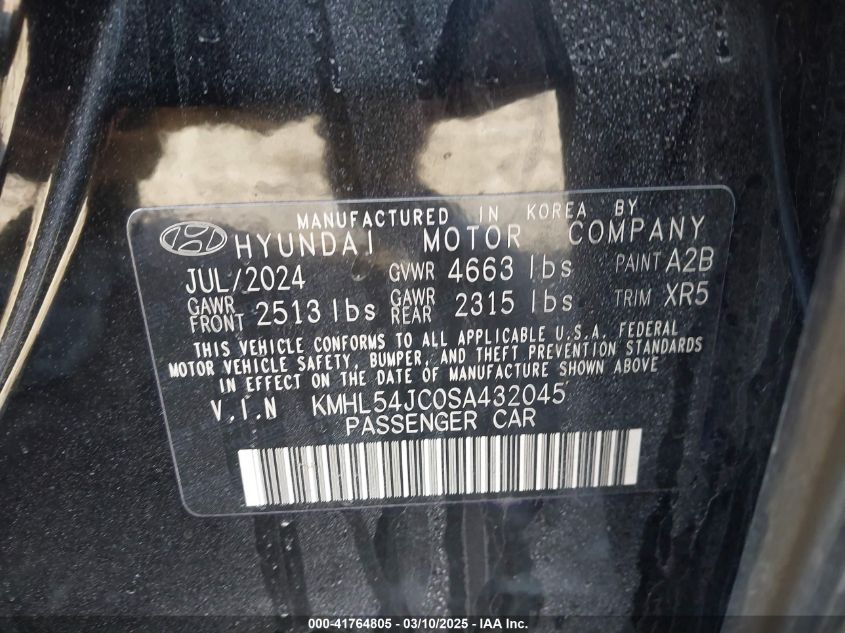 MANUFACTURED IN KOREA BY
HYUNDAI MOTOR COMPANY
JUL/2024 GVWR 4663 lbs PAINT A2B
GAWR FRONT 2513 lbs GAWR REAR 2315 lbs TRIM XR5
THIS VEHICLE CONFORMS TO ALL APPLICABLE U.S.A. FEDERAL
MOTOR VEHICLE SAFETY, BUMPER, AND THEFT PREVENTION STANDARDS
IN EFFECT ON THE DATE OF MANUFACTURE SHOWN ABOVE
V.I.N KMHL54JC0SA432045
PASSENGER CAR
000-41764805 - 03/10/2025 - IAA Inc.